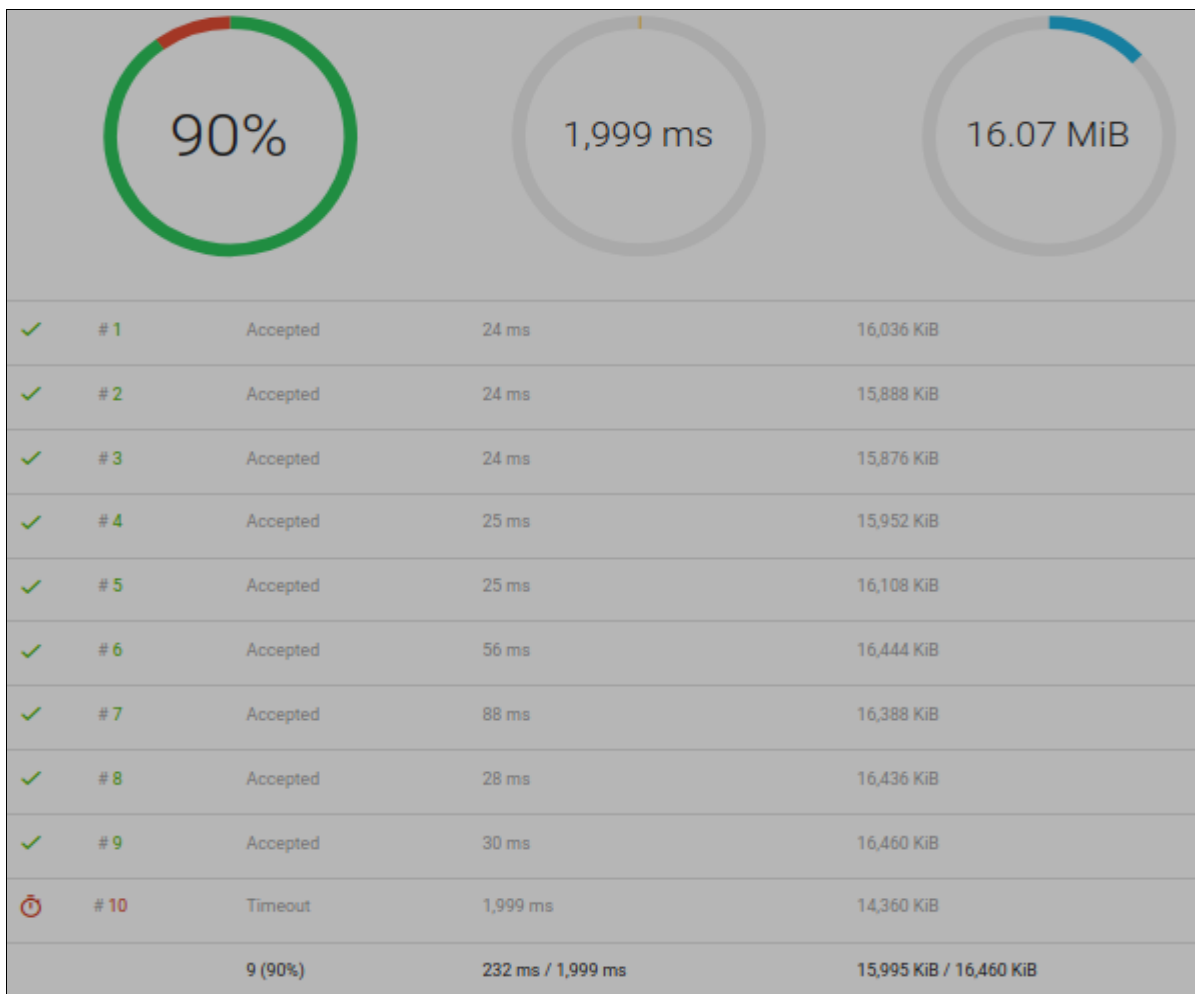 90% 1,999 ms 16.07 MiB
# 1 Accepted 24 ms 16,036 KiB
# 2 Accepted 24 ms 15,888 KiB
# 3 Accepted 24 ms 15,876 KiB
# 4 Accepted 25 ms 15,952 KiB
# 5 Accepted 25 ms 16,108 KiB
# 6 Accepted 56 ms 16,444 KiB
# 7 Accepted 88 ms 16,388 KiB
# 8 Accepted 28 ms 16,436 KiB
# 9 Accepted 30 ms 16,460 KiB
# 10 Timeout 1,999 ms 14,360 KiB
9 (90%) 232 ms / 1,999 ms 15,995 KiB / 16,460 KiB